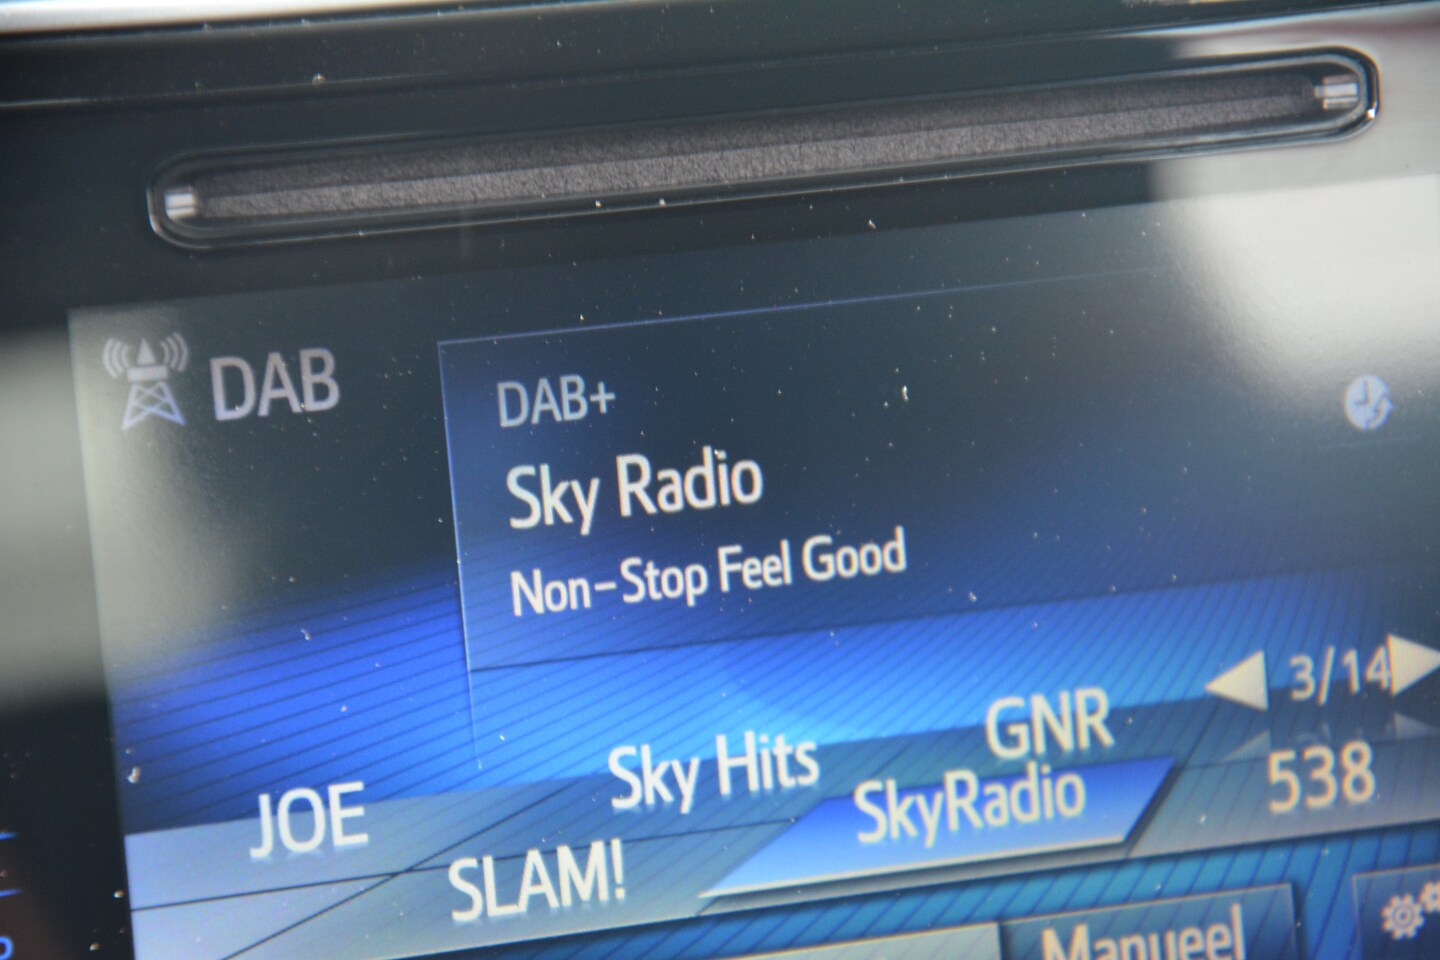 DAB
DAB+
Sky Radio
Non-Stop Feel Good
3/14
JOE
Sky Hits
GNR
SLAM!
SkyRadio
538
Manueel